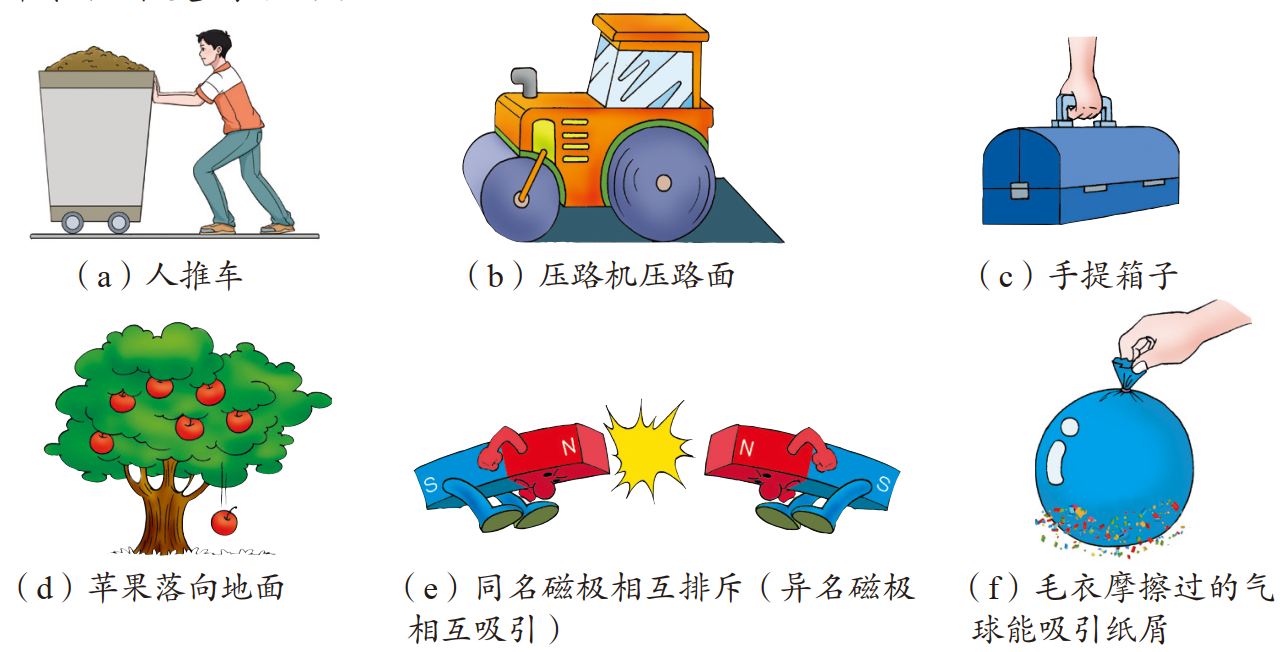 （a）人推车
（b）压路机压路面
（c）手提箱子
N
N
S
S
（d）苹果落向地面
（e）同名磁极相互排斥（异名磁极
相互吸引）
（f）毛衣摩擦过的气
球能吸引纸屑